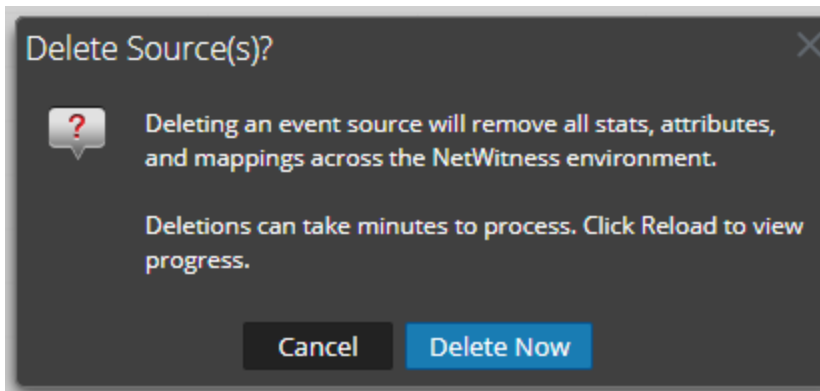 Delete Source(s)?
?
Deleting an event source will remove all stats, attributes,
and mappings across the NetWitness environment.
Deletions can take minutes to process. Click Reload to view
progress.
Cancel Delete Now